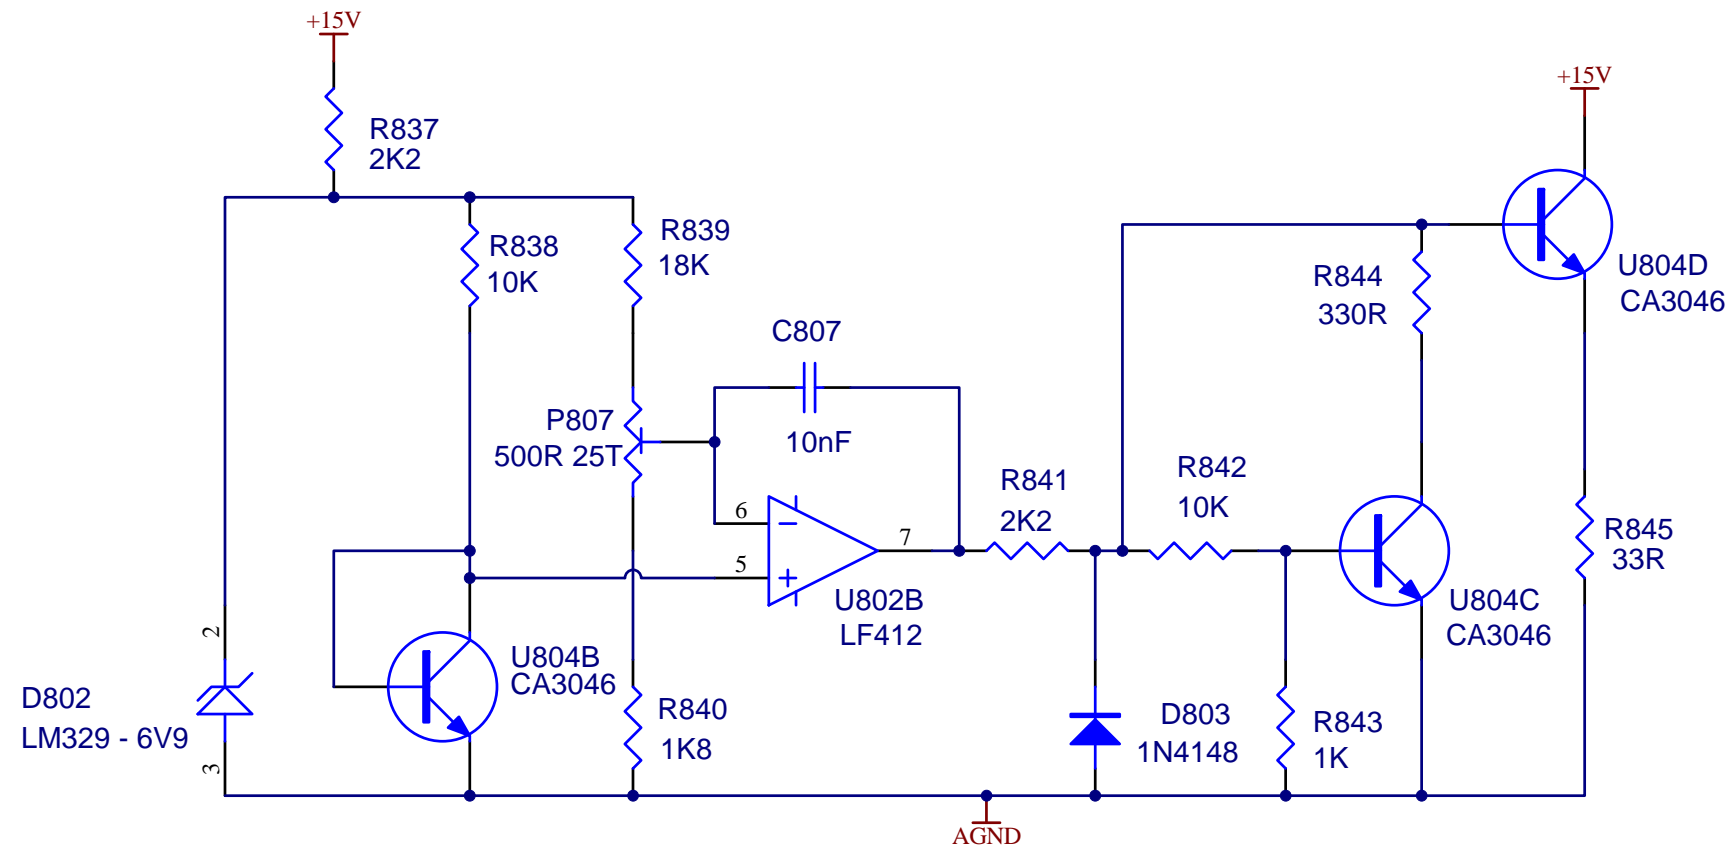 +15V
+15V
R837
2K2
R838
10K
R839
18K
U804D
CA3046
R844
330R
C807
10nF
P807
500R 25T
R841
2K2
R842
10K
6
7
5
R845
33R
U802B
LF412
U804C
CA3046
2
U804B
CA3046
D802
LM329 - 6V9
3
R840
1K8
D803
1N4148
R843
1K
AGND